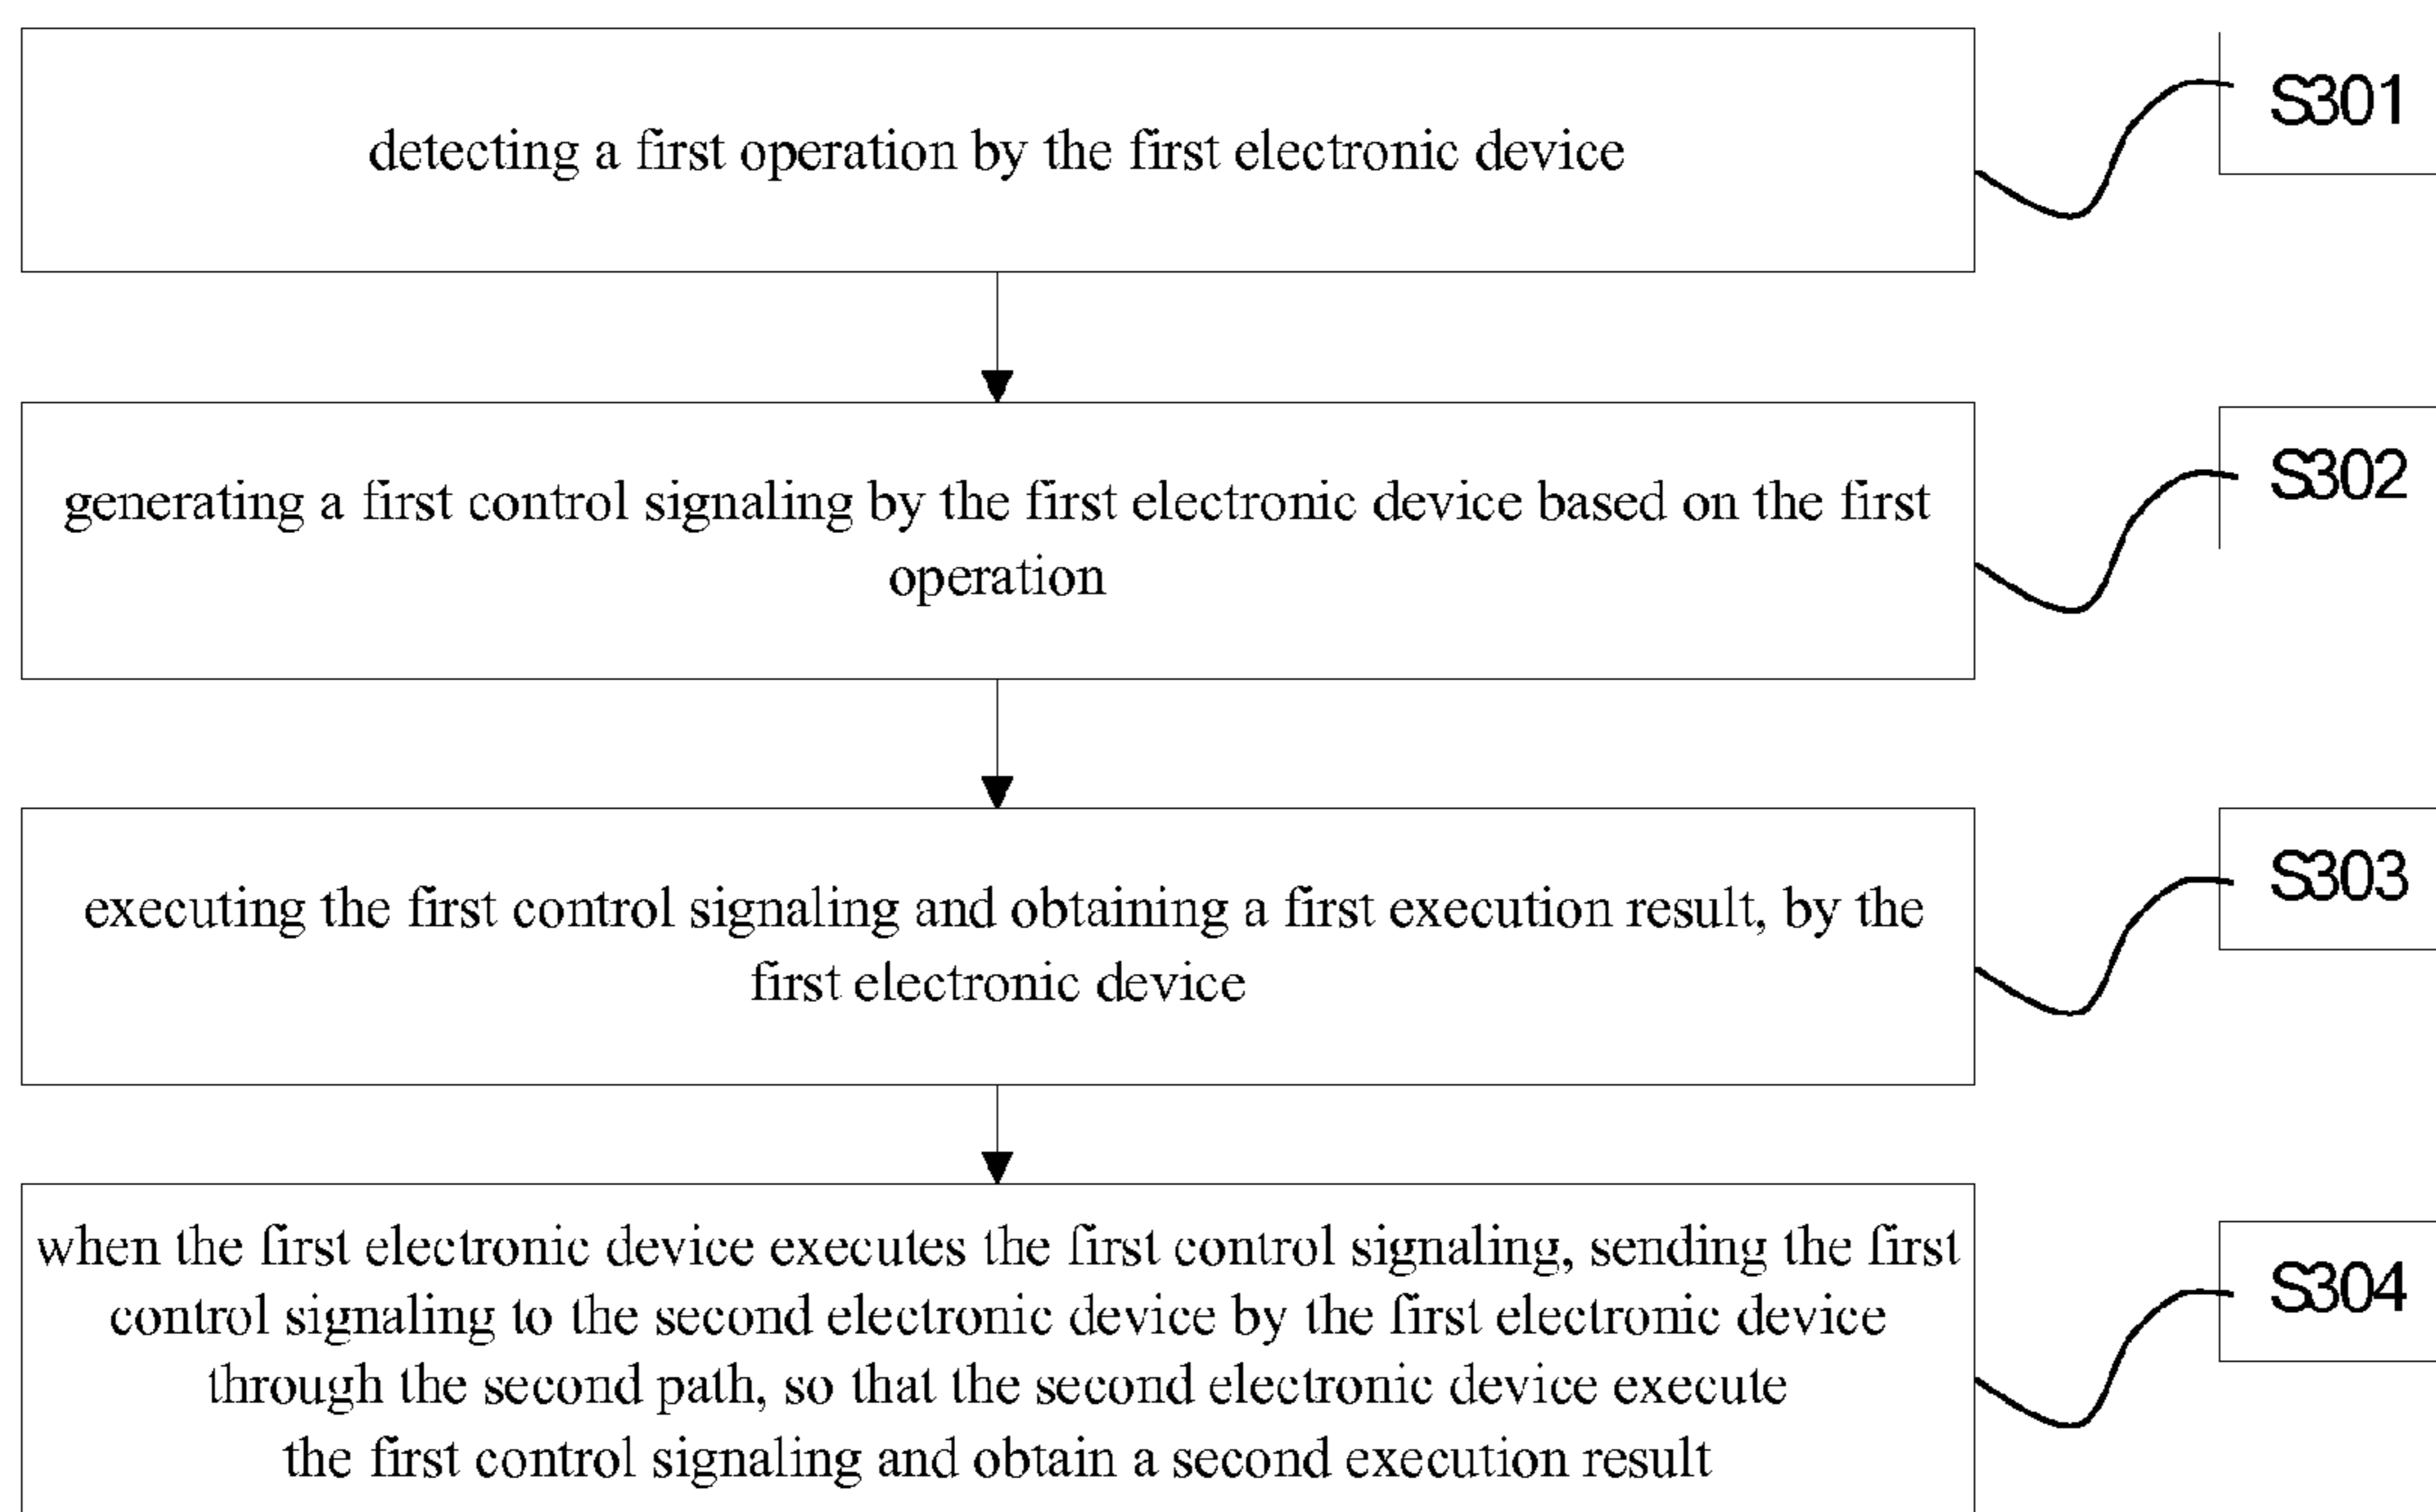 detecting a first operation by the first electronic device
S301
generating a first control signaling by the first electronic device based on the first
operation
S302
executing the first control signaling and obtaining a first execution result, by the
first electronic device
S303
when the first electronic device executes the first control signaling, sending the first
control signaling to the second electronic device by the first electronic device
through the second path, so that the second electronic device execute
the first control signaling and obtain a second execution result
S304